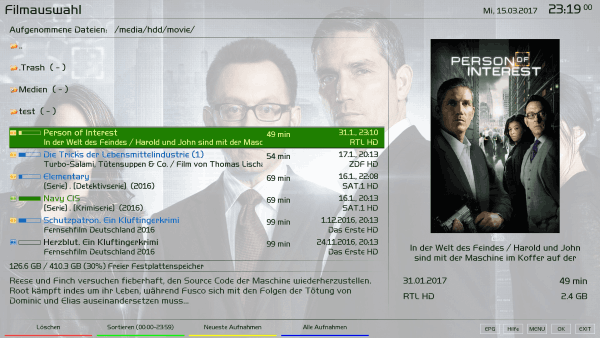 Filmauswahl
Mi, 15.03.2017 23:19 00
Aufgenommene Dateien: /media/hdd/movie/
..
.Trash (-)
Medien (-)
test (-)
Person of Interest 49 min 31.1., 23:10
In der Welt des Feindes / Harold und John sind mit der Masc RTL HD
Die Tricks der Lebensmittelindustrie (1) 54 min 17.1., 20:13
Turbo-Salami, Tütensuppen & Co. / Film von Thomas Lischa ZDF HD
Elementary 69 min 16.1., 22:08
[Serie] . [Detektivserie] (2016) SAT.1 HD
Navy CIS 69 min 16.1., 20:13
[Serie] . [Krimiserie] (2016) SAT.1 HD
Schutzpatron. Ein Kluftingerkrimi 99 min 1.12.2016, 20:13
Fernsehfilm Deutschland 2016 Das Erste HD
Herzblut. Ein Kluftingerkrimi 99 min 24.11.2016, 20:13
Fernsehfilm Deutschland 2016 Das Erste HD
126.6 GB / 410.3 GB (30%) Freier Festplattenspeicher
Reese und Finch versuchen fieberhaft, den Source Code der Maschine wiederherzustellen.
Root kämpft indes um ihr Leben, während Fusco sich mit den Folgen der Tötung von
Dominic und Elias auseinandersetzen muss...
PERSON OF
INTEREST
In der Welt des Feindes / Harold und John
sind mit der Maschine im Koffer auf der
31.01.2017 49 min
RTL HD 2.4 GB
Löschen Sortieren (00:00-23:59) Neueste Aufnahmen Alle Aufnahmen EPG Hilfe MENU OK EXIT